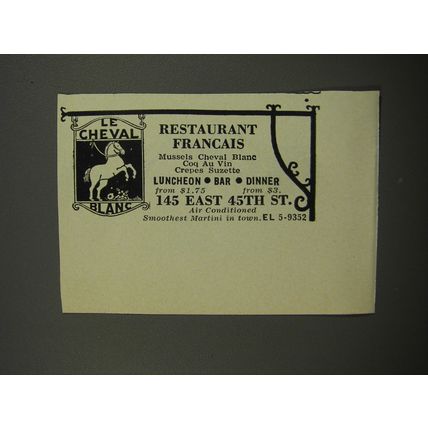 LE
CHEVAL
BLANC
RESTAURANT
FRANCAIS
Mussels Cheval Blanc
Coq Au Vin
Crepes Suzette
LUNCHEON • BAR • DINNER
from $1.75 from $3.
145 EAST 45TH ST.
Air Conditioned
Smoothest Martini in town. EL 5-9352